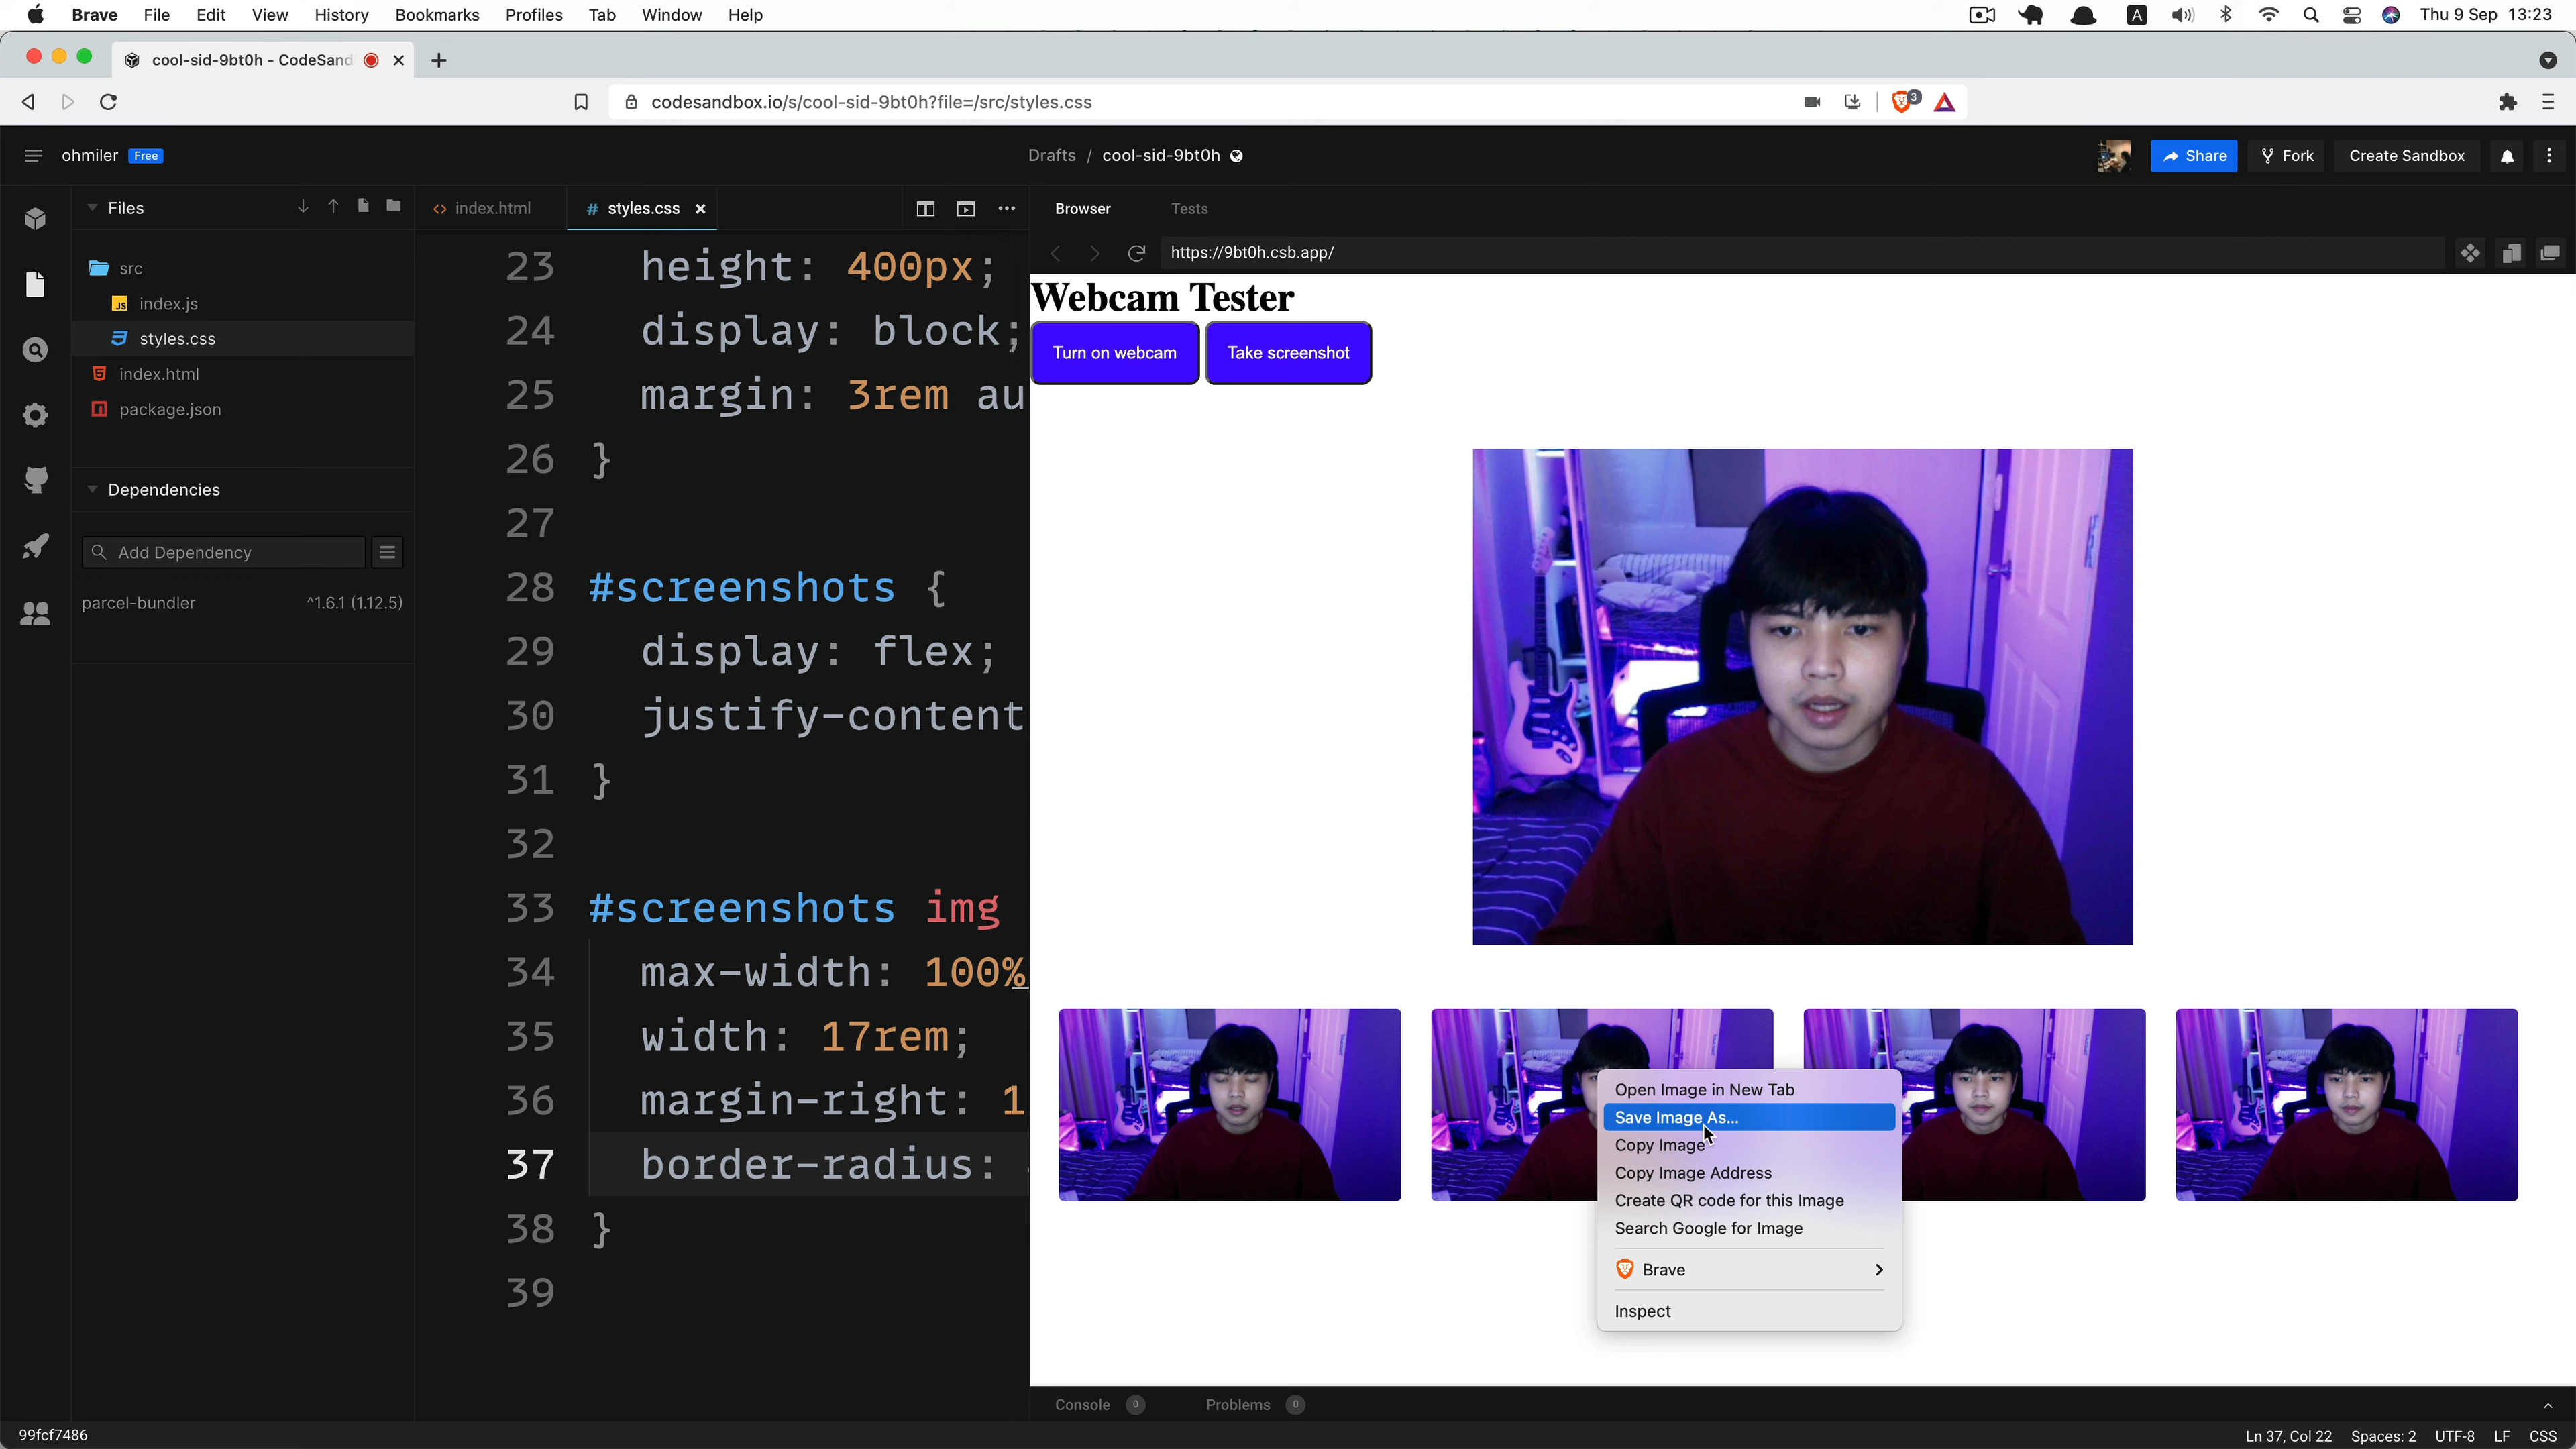 Brave File Edit View History Bookmarks Profiles Tab Window Help
A
Thu 9 Sep 13:23
cool-sid-9bt0h - CodeSand
codesandbox.io/s/cool-sid-9bt0h?file=/src/styles.css
3
ohmiler Free
Drafts / cool-sid-9bt0h
Share Fork Create Sandbox
Files
index.html
# styles.css
Browser Tests
https://9bt0h.csb.app/
src
JS index.js
styles.css
index.html
package.json
Dependencies
Add Dependency
parcel-bundler ^1.6.1 (1.12.5)
23 height: 400px;
24 display: block;
25 margin: 3rem au
26 }
27
28 #screenshots {
29 display: flex;
30 justify-content
31 }
32
33 #screenshots img
34 max-width: 100%
35 width: 17rem;
36 margin-right: 1
37 border-radius:
38 }
39
Webcam Tester
Turn on webcam Take screenshot
Open Image in New Tab
Save Image As...
Copy Image
Copy Image Address
Create QR code for this Image
Search Google for Image
Brave
Inspect
Console 0 Problems 0
99fcf7486
Ln 37, Col 22 Spaces: 2 UTF-8 LF CSS